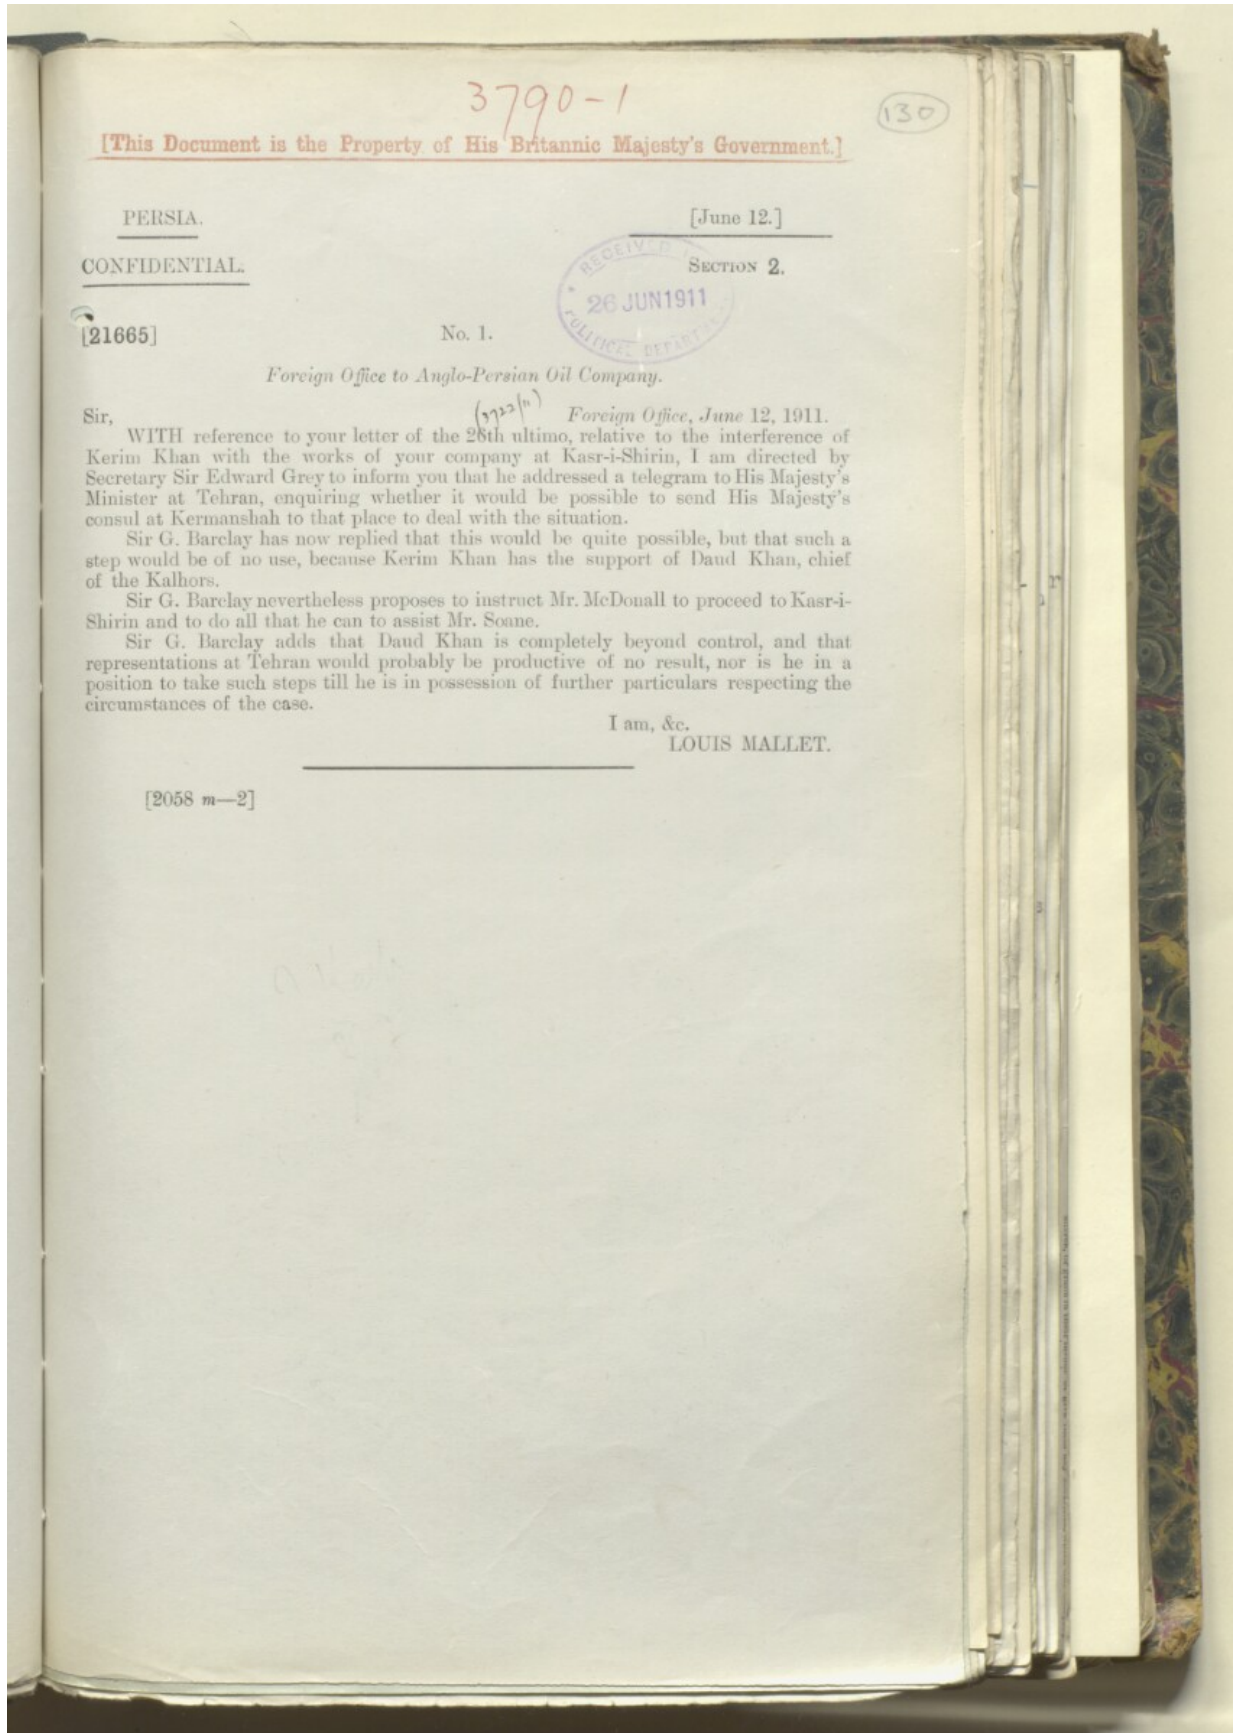 3790-1
130
[This Document is the Property of His Britannic Majesty's Government.]
PERSIA.
[June 12.]
CONFIDENTIAL.
SECTION 2.
RECEIVED
26 JUN 1911
POLITICAL DEPARTMENT
[21665]
No. 1.
Foreign Office to Anglo-Persian Oil Company.
(3722/11)
Sir,
Foreign Office, June 12, 1911.
WITH reference to your letter of the 26th ultimo, relative to the interference of
Kerim Khan with the works of your company at Kasr-i-Shirin, I am directed by
Secretary Sir Edward Grey to inform you that he addressed a telegram to His Majesty's
Minister at Tehran, enquiring whether it would be possible to send His Majesty's
consul at Kermanshah to that place to deal with the situation.
Sir G. Barclay has now replied that this would be quite possible, but that such a
step would be of no use, because Kerim Khan has the support of Daud Khan, chief
of the Kalhors.
Sir G. Barclay nevertheless proposes to instruct Mr. McDonall to proceed to Kasr-i-
Shirin and to do all that he can to assist Mr. Soane.
Sir G. Barclay adds that Daud Khan is completely beyond control, and that
representations at Tehran would probably be productive of no result, nor is he in a
position to take such steps till he is in possession of further particulars respecting the
circumstances of the case.
I am, &c.
LOUIS MALLET.
[2058 m—2]